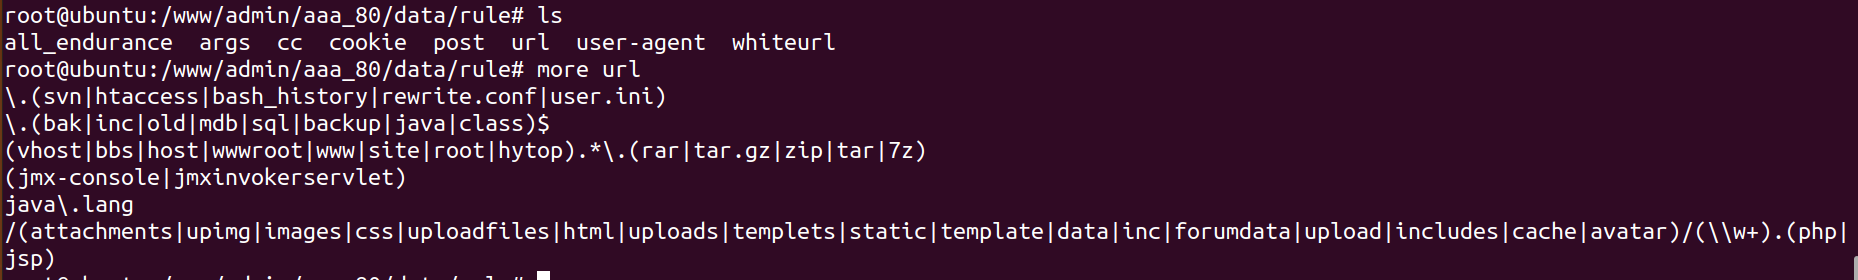 root@ubuntu:/www/admin/aaa_80/data/rule# ls
all_endurance  args  cc  cookie  post  url  user-agent  whiteurl
root@ubuntu:/www/admin/aaa_80/data/rule# more url
\.(svn|htaccess|bash_history|rewrite.conf|user.ini)
\.(bak|inc|old|mdb|sql|backup|java|class)$
(vhost|bbs|host|wwwroot|www|site|root|hytop).*\.(rar|tar.gz|zip|tar|7z)
(jmx-console|jmxinvokerservlet)
java\.lang
/(attachments|upimg|images|css|uploadfiles|html|uploads|templets|static|template|data|inc|forumdata|upload|includes|cache|avatar)/(\\w+).(php|
jsp)